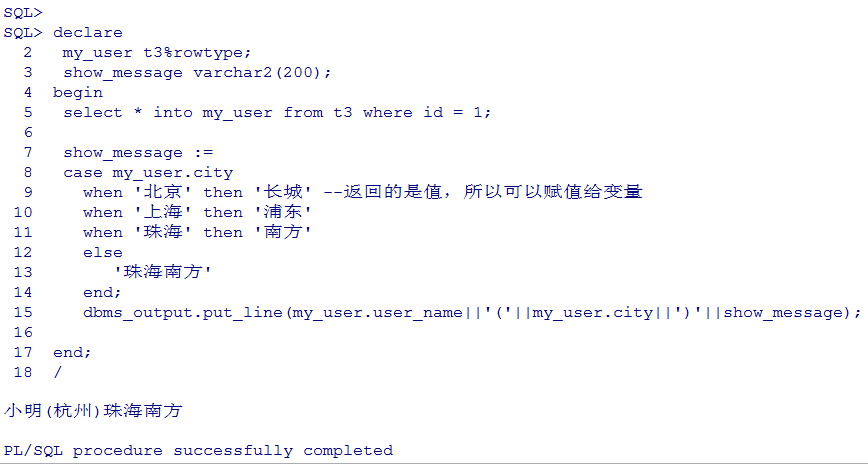 SQL>
SQL> declare
  2   my_user t3%rowtype;
  3   show_message varchar2(200);
  4  begin
  5   select * into my_user from t3 where id = 1;
  6
  7   show_message :=
  8   case my_user.city
  9     when '北京' then '长城' --返回的是值，所以可以赋值给变量
 10     when '上海' then '浦东'
 11     when '珠海' then '南方'
 12     else
 13        '珠海南方'
 14     end;
 15     dbms_output.put_line(my_user.user_name||'('||my_user.city||')'||show_message);
 16
 17  end;
 18  /
小明(杭州)珠海南方
PL/SQL procedure successfully completed